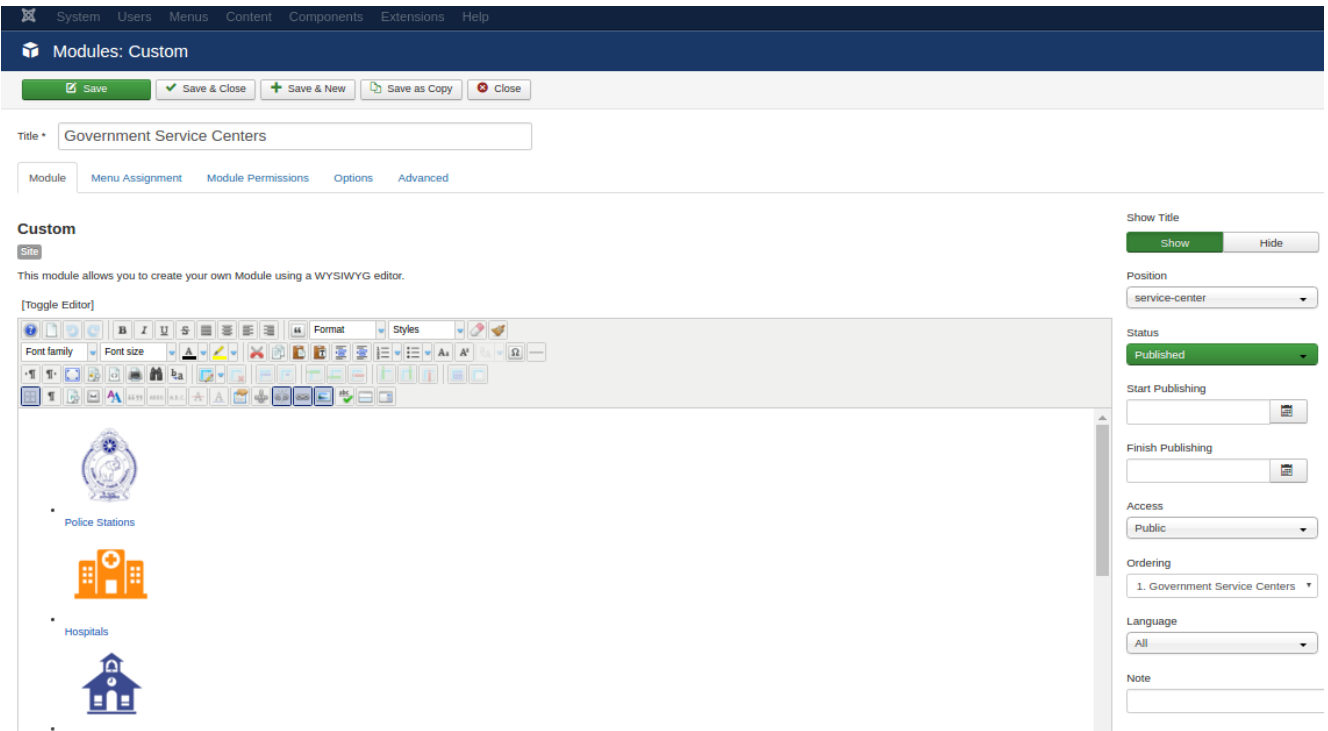 System Users Menus Content Components Extensions Help
Modules: Custom
Save Save & Close Save & New Save as Copy Close
Title * Government Service Centers
Module Menu Assignment Module Permissions Options Advanced
Custom
Site
This module allows you to create your own Module using a WYSIWYG editor.
[Toggle Editor]
Format Styles
Font family Font size
Police Stations
Hospitals
Show Title
Show Hide
Position
service-center
Status
Published
Start Publishing
Finish Publishing
Access
Public
Ordering
1. Government Service Centers
Language
All
Note